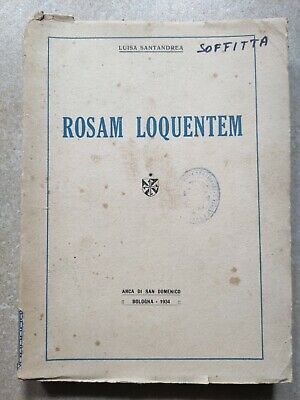 LUISA SANTANDREA
SOFFITTA
ROSAM LOQUENTEM
ARCA DI SAN DOMENICO
BOLOGNA - 1934